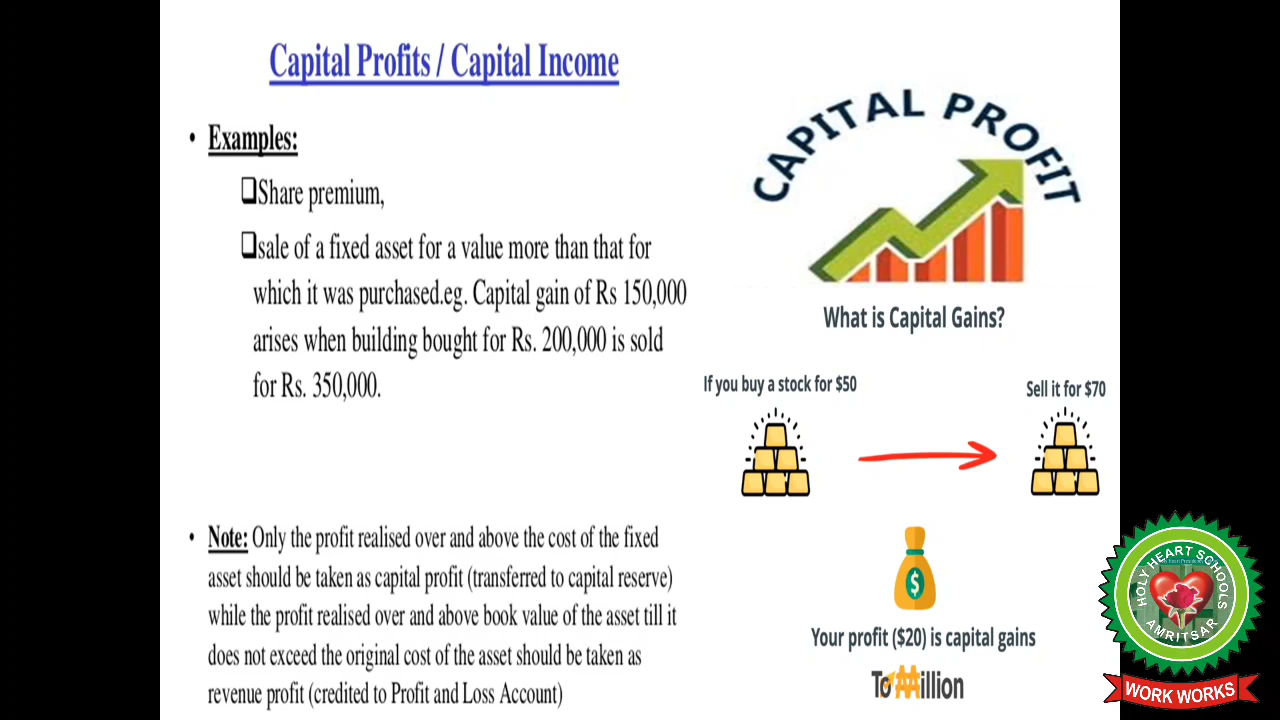 Capital Profits / Capital Income
• Examples:
❑Share premium,
❑sale of a fixed asset for a value more than that for
which it was purchased.eg. Capital gain of Rs 150,000
arises when building bought for Rs. 200,000 is sold
for Rs. 350,000.
• Note: Only the profit realised over and above the cost of the fixed
asset should be taken as capital profit (transferred to capital reserve)
while the profit realised over and above book value of the asset till it
does not exceed the original cost of the asset should be taken as
revenue profit (credited to Profit and Loss Account)
CAPITAL PROFIT
What is Capital Gains?
If you buy a stock for $50
Sell it for $70
$
Your profit ($20) is capital gains
To Million
HOLY HEART SCHOOLS
AMRITSAR
WORK WORKS